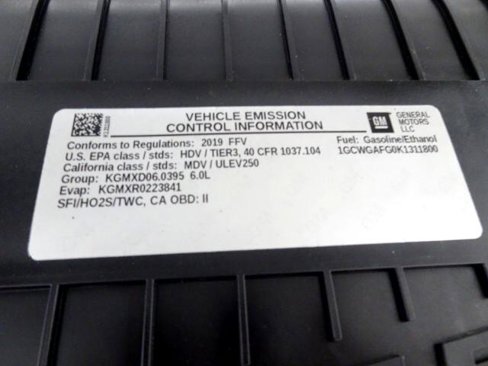 VEHICLE EMISSION
CONTROL INFORMATION
GM
GENERAL
MOTORS
LLC
Conforms to Regulations: 2019 FFV
Fuel: Gasoline/Ethanol
U.S. EPA class / stds: HDV / TIER3, 40 CFR 1037.104
1GCWGAFG0K1311800
California class / stds: MDV / ULEV250
Group: KGMXD06.0395 6.0L
Evap: KGMXR0223841
SFI/HO2S/TWC, CA OBD: II